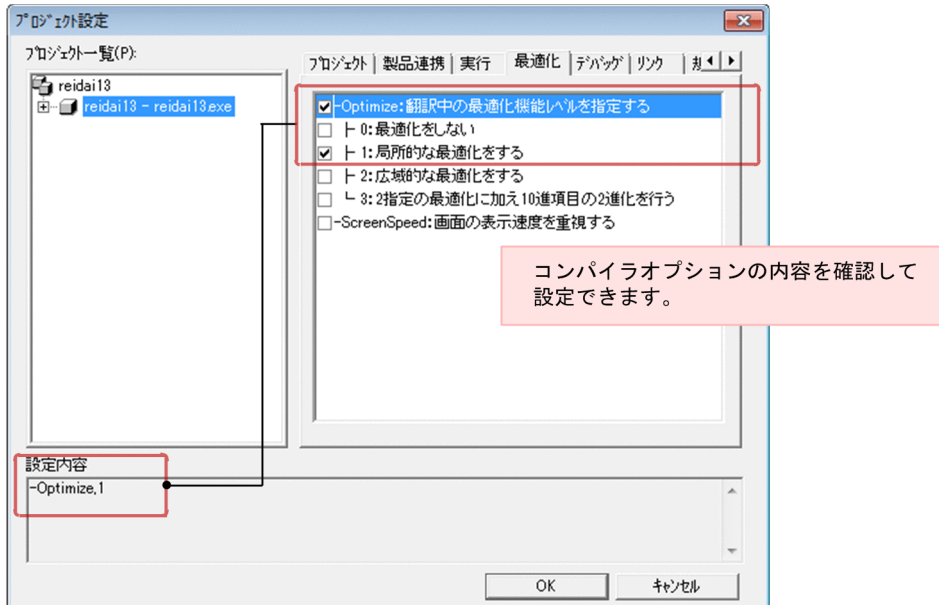 プロジェクト設定
プロジェクト一覧(P):
reidai13
reidai13 - reidai13.exe
プロジェクト
製品連携
実行
最適化
デバッグ
リンク
-Optimize:翻訳中の最適化機能レベルを指定する
├ 0:最適化をしない
├ 1:局所的な最適化をする
├ 2:広域的な最適化をする
└ 3:2指定の最適化に加え10進項目の2進化を行う
-ScreenSpeed:画面の表示速度を重視する
コンパイラオプションの内容を確認して
設定できます。
設定内容
-Optimize,1
OK
キャンセル